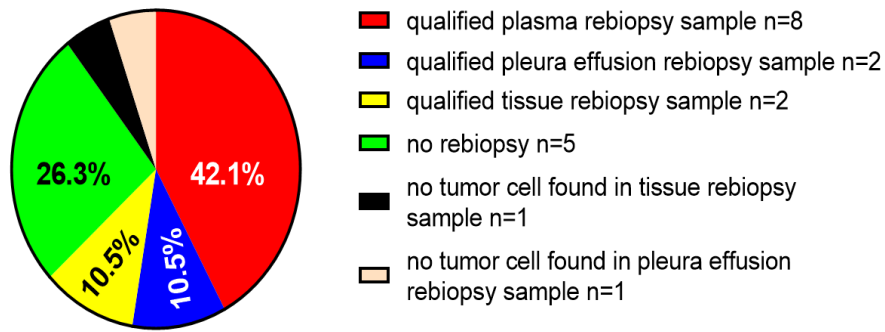 qualified plasma rebiopsy sample n=8
qualified pleura effusion rebiopsy sample n=2
qualified tissue rebiopsy sample n=2
no rebiopsy n=5
no tumor cell found in tissue rebiopsy
sample n=1
no tumor cell found in pleura effusion
rebiopsy sample n=1
26.3%
42.1%
10.5%
10.5%